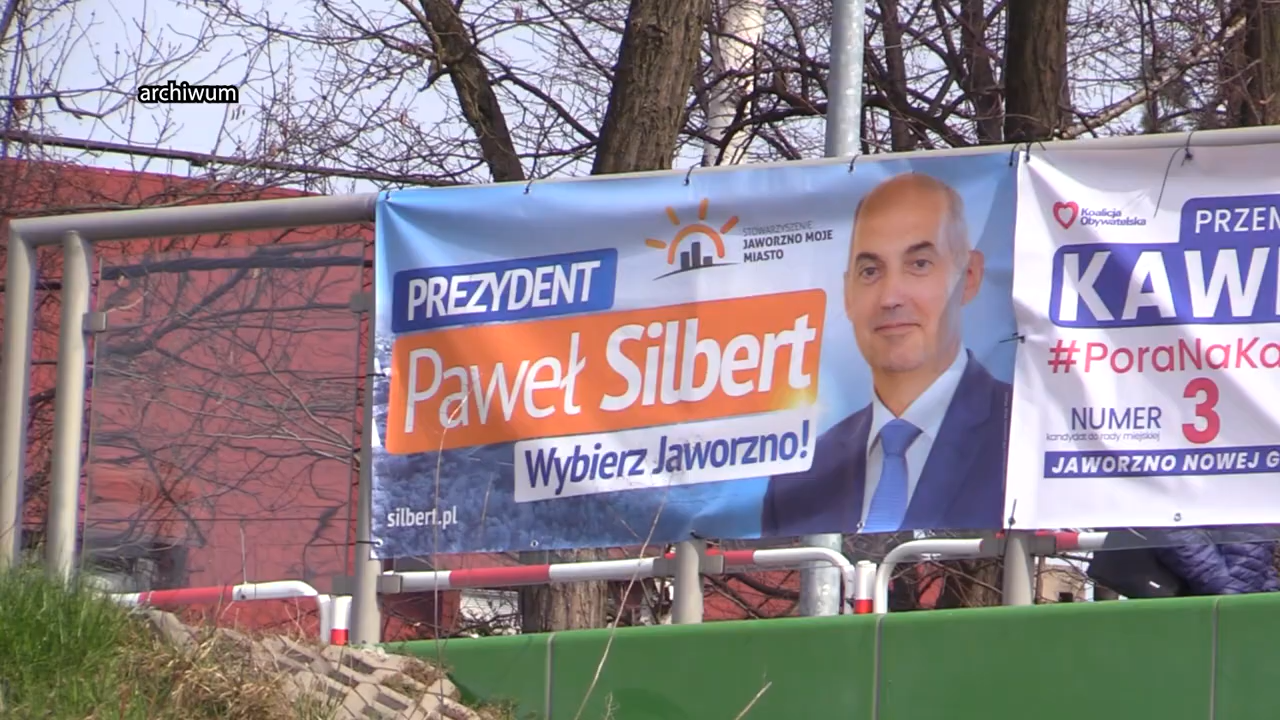 archiwum
STOWARZYSZENIE
JAWORZNO MOJE
MIASTO
PREZYDENT
Paweł Silbert
Wybierz Jaworzno!
silbert.pl
Koalicja
Obywatelska
PRZEM
KAWI
#PoraNaKa
NUMER 3
kandydat do rady miejskiej
JAWORZNO NOWEJ G